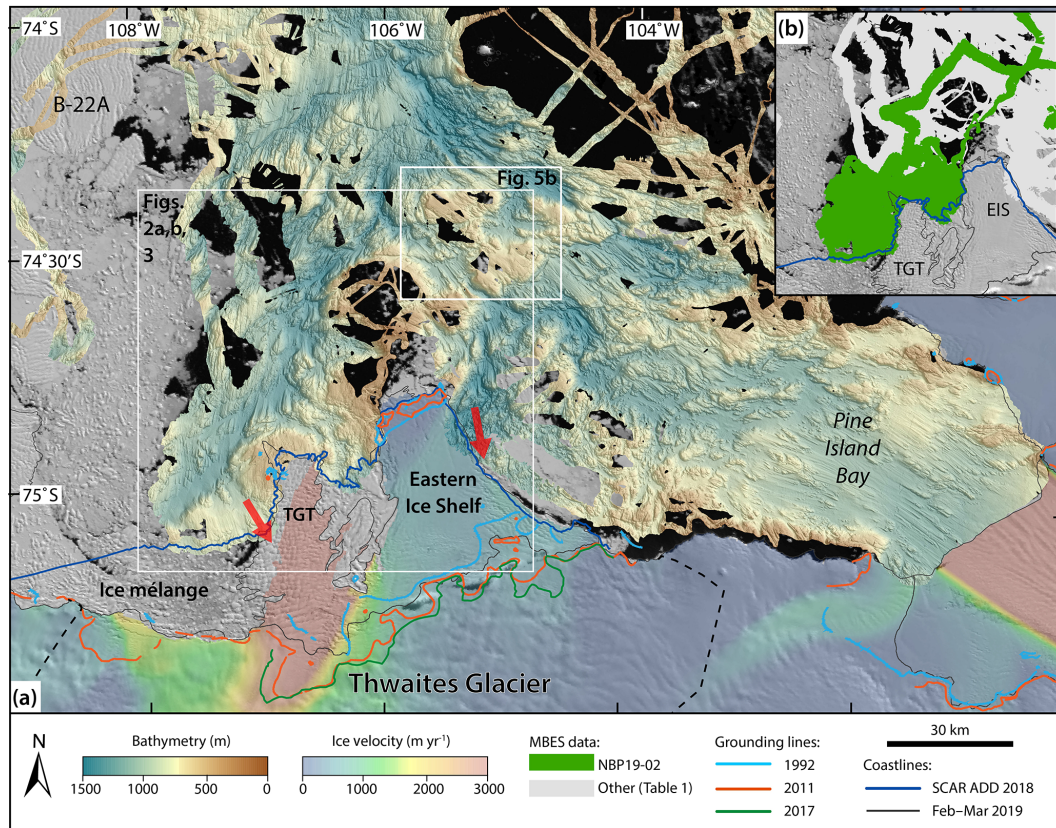 74˚S
108˚W
106˚W
104˚W
(b)
B-22A
Fig. 5b
Figs.
2a,b,
3
EIS
TGT
74˚30'S
Pine
Island
Bay
75˚S
Eastern
Ice Shelf
TGT
Ice mélange
(a)
Thwaites Glacier
N
Bathymetry (m)
1500 1000 500 0
Ice velocity (m yr-1)
0 1000 2000 3000
MBES data:
NBP19-02
Other (Table 1)
Grounding lines:
1992
2011
2017
30 km
Coastlines:
SCAR ADD 2018
Feb–Mar 2019